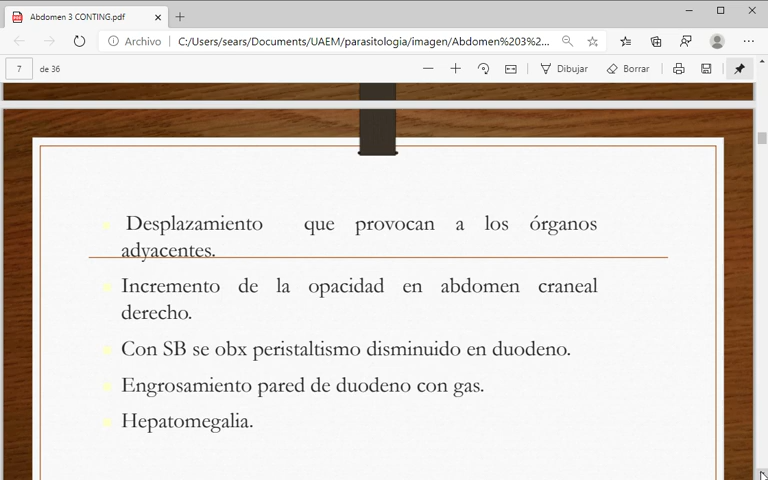 Abdomen 3 CONTING.pdf
Archivo C:/Users/sears/Documents/UAEM/parasitologia/imagen/Abdomen%203%2...
7 de 36 Dibujar Borrar
Desplazamiento que provocan a los órganos
adyacentes.
Incremento de la opacidad en abdomen craneal
derecho.
Con SB se obx peristaltismo disminuido en duodeno.
Engrosamiento pared de duodeno con gas.
Hepatomegalia.